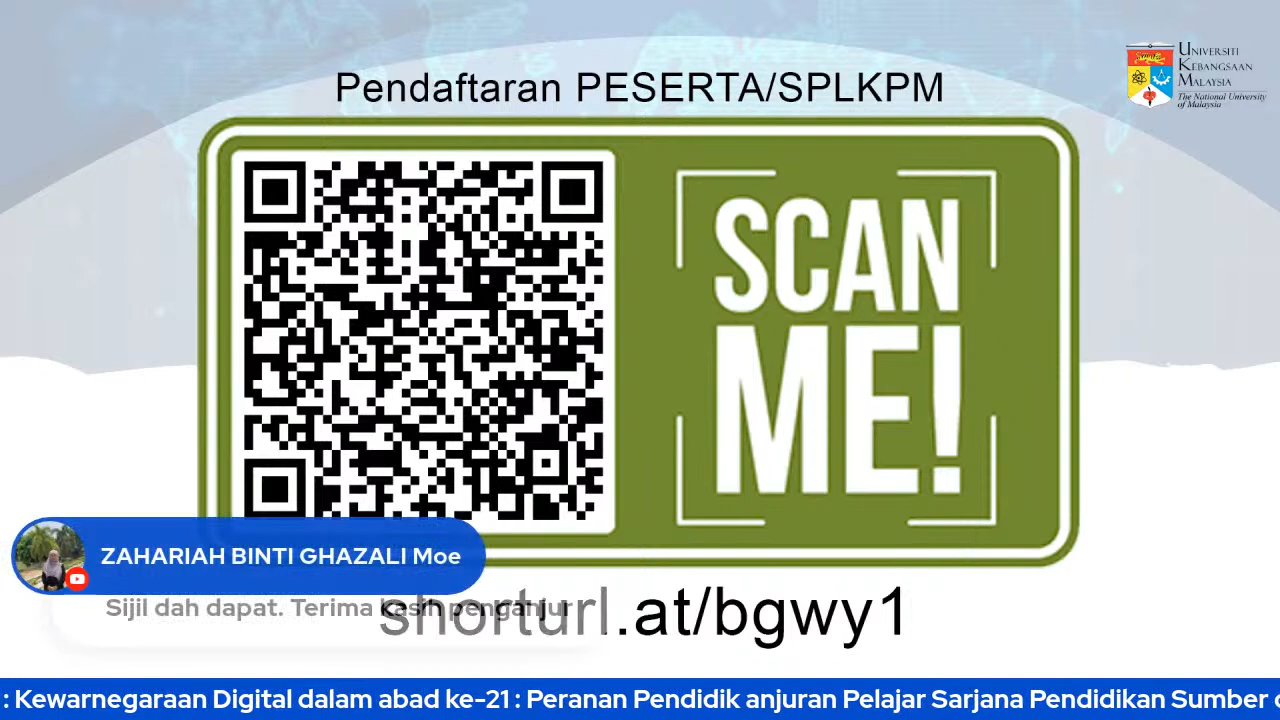 Pendaftaran PESERTA/SPLKPM
UNIVERSITI
KEBANGSAAN
MALAYSIA
The National University
of Malaysia
SCAN
ME!
ZAHARIAH BINTI GHAZALI Moe
Sijil dah dapat. Terima kasih penganjur
shorturl.at/bgwy1
: Kewarnegaraan Digital dalam abad ke-21 : Peranan Pendidik anjuran Pelajar Sarjana Pendidikan Sumber